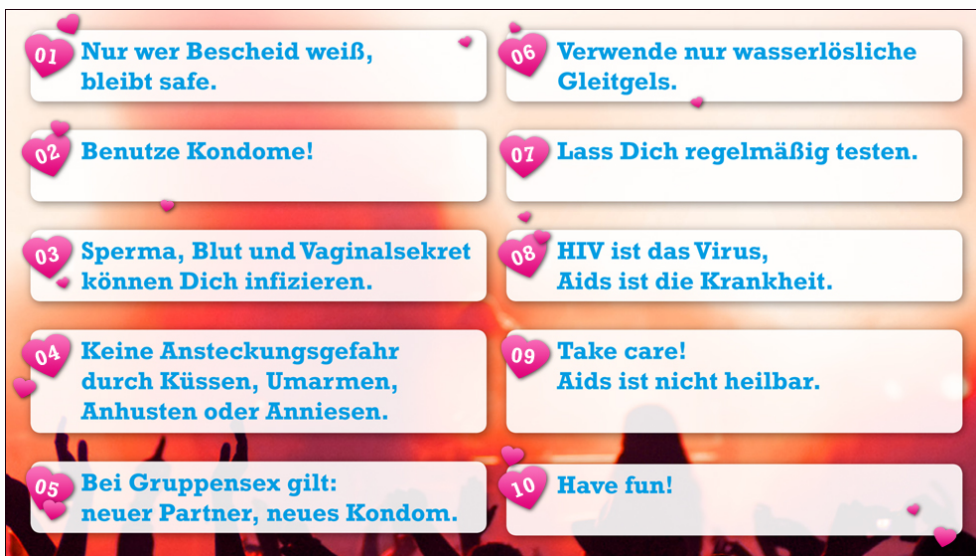 01 Nur wer Bescheid weiß,
bleibt safe.
02 Benutze Kondome!
03 Sperma, Blut und Vaginalsekret
können Dich infizieren.
04 Keine Ansteckungsgefahr
durch Küssen, Umarmen,
Anhusten oder Anniesen.
05 Bei Gruppensex gilt:
neuer Partner, neues Kondom.
06 Verwende nur wasserlösliche
Gleitgels.
07 Lass Dich regelmäßig testen.
08 HIV ist das Virus,
Aids ist die Krankheit.
09 Take care!
Aids ist nicht heilbar.
10 Have fun!